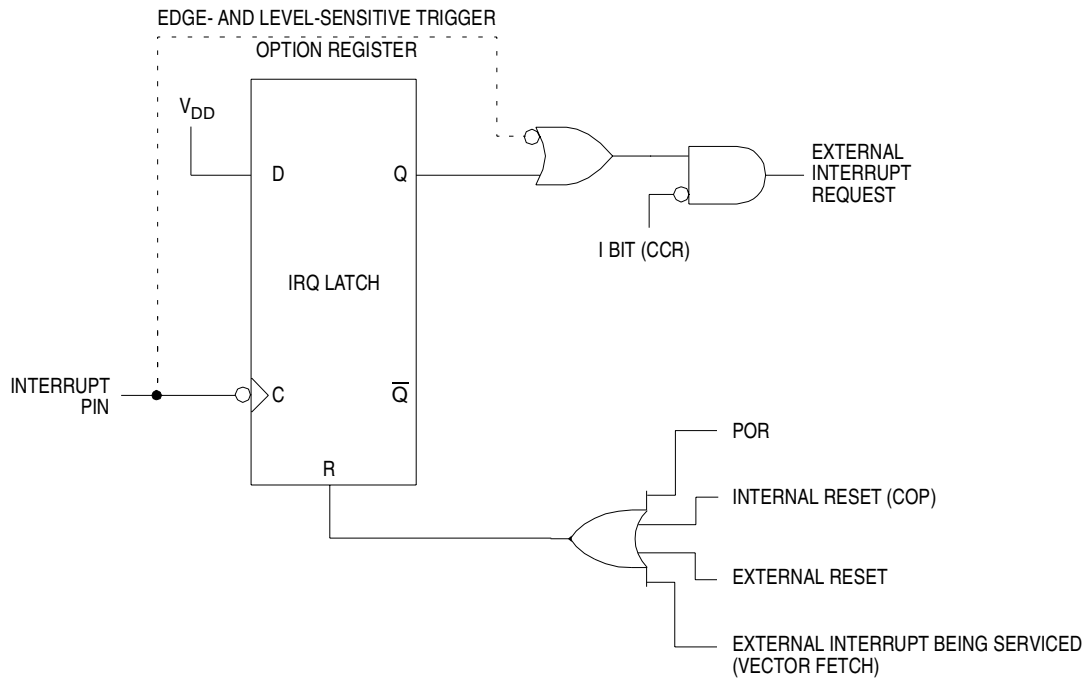 EDGE- AND LEVEL-SENSITIVE TRIGGER
OPTION REGISTER
VDD
D
Q
EXTERNAL
INTERRUPT
REQUEST
I BIT (CCR)
IRQ LATCH
INTERRUPT
PIN
C
Q̅
R
POR
INTERNAL RESET (COP)
EXTERNAL RESET
EXTERNAL INTERRUPT BEING SERVICED
(VECTOR FETCH)